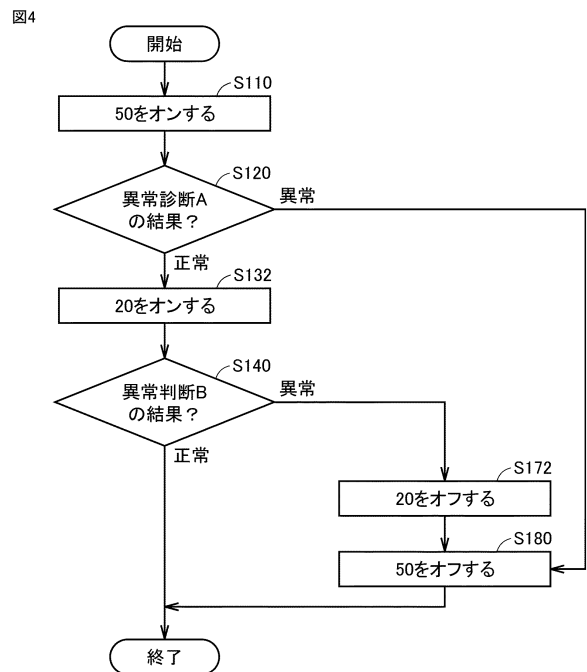 図4
開始
S110
50をオンする
S120
異常診断A
の結果？
異常
正常
S132
20をオンする
S140
異常判断B
の結果？
異常
正常
S172
20をオフする
S180
50をオフする
終了